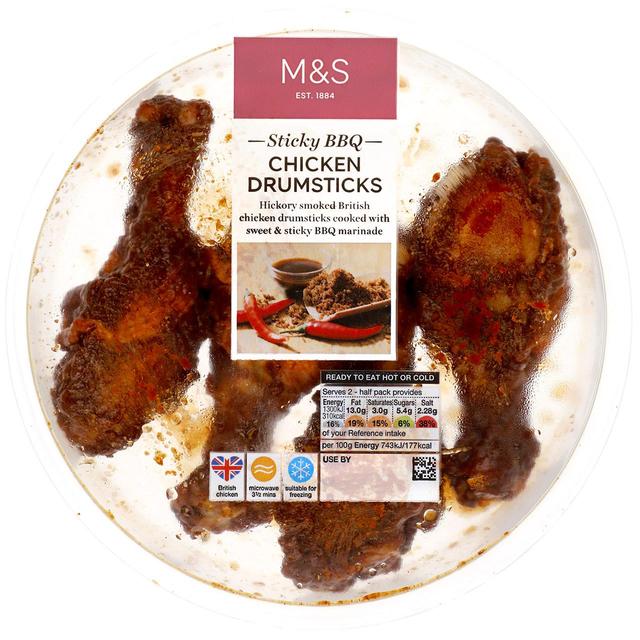 M&S
EST. 1884
Sticky BBQ
CHICKEN
DRUMSTICKS
Hickory smoked British
chicken drumsticks cooked with
sweet & sticky BBQ marinade
READY TO EAT HOT OR COLD
Serves 2 - half pack provides
Energy Fat Saturates Sugars Salt
1300kJ 13.0g 3.0g 5.4g 2.28g
310kcal
16% 19% 15% 6% 38%
of your Reference intake
per 100g Energy 743kJ/177kcal
USE BY
British
chicken
microwave
3½ mins
suitable for
freezing